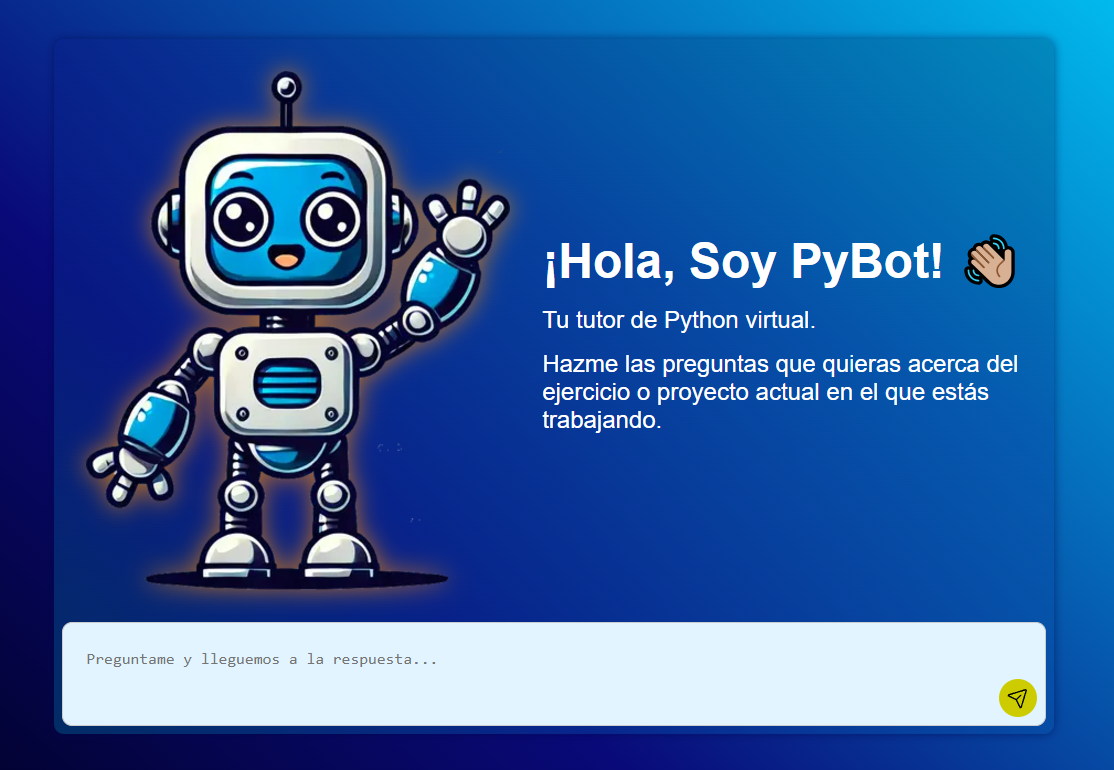 ¡Hola, Soy PyBot! 👋🏼
Tu tutor de Python virtual.
Hazme las preguntas que quieras acerca del
ejercicio o proyecto actual en el que estás
trabajando.
Preguntame y lleguemos a la respuesta...